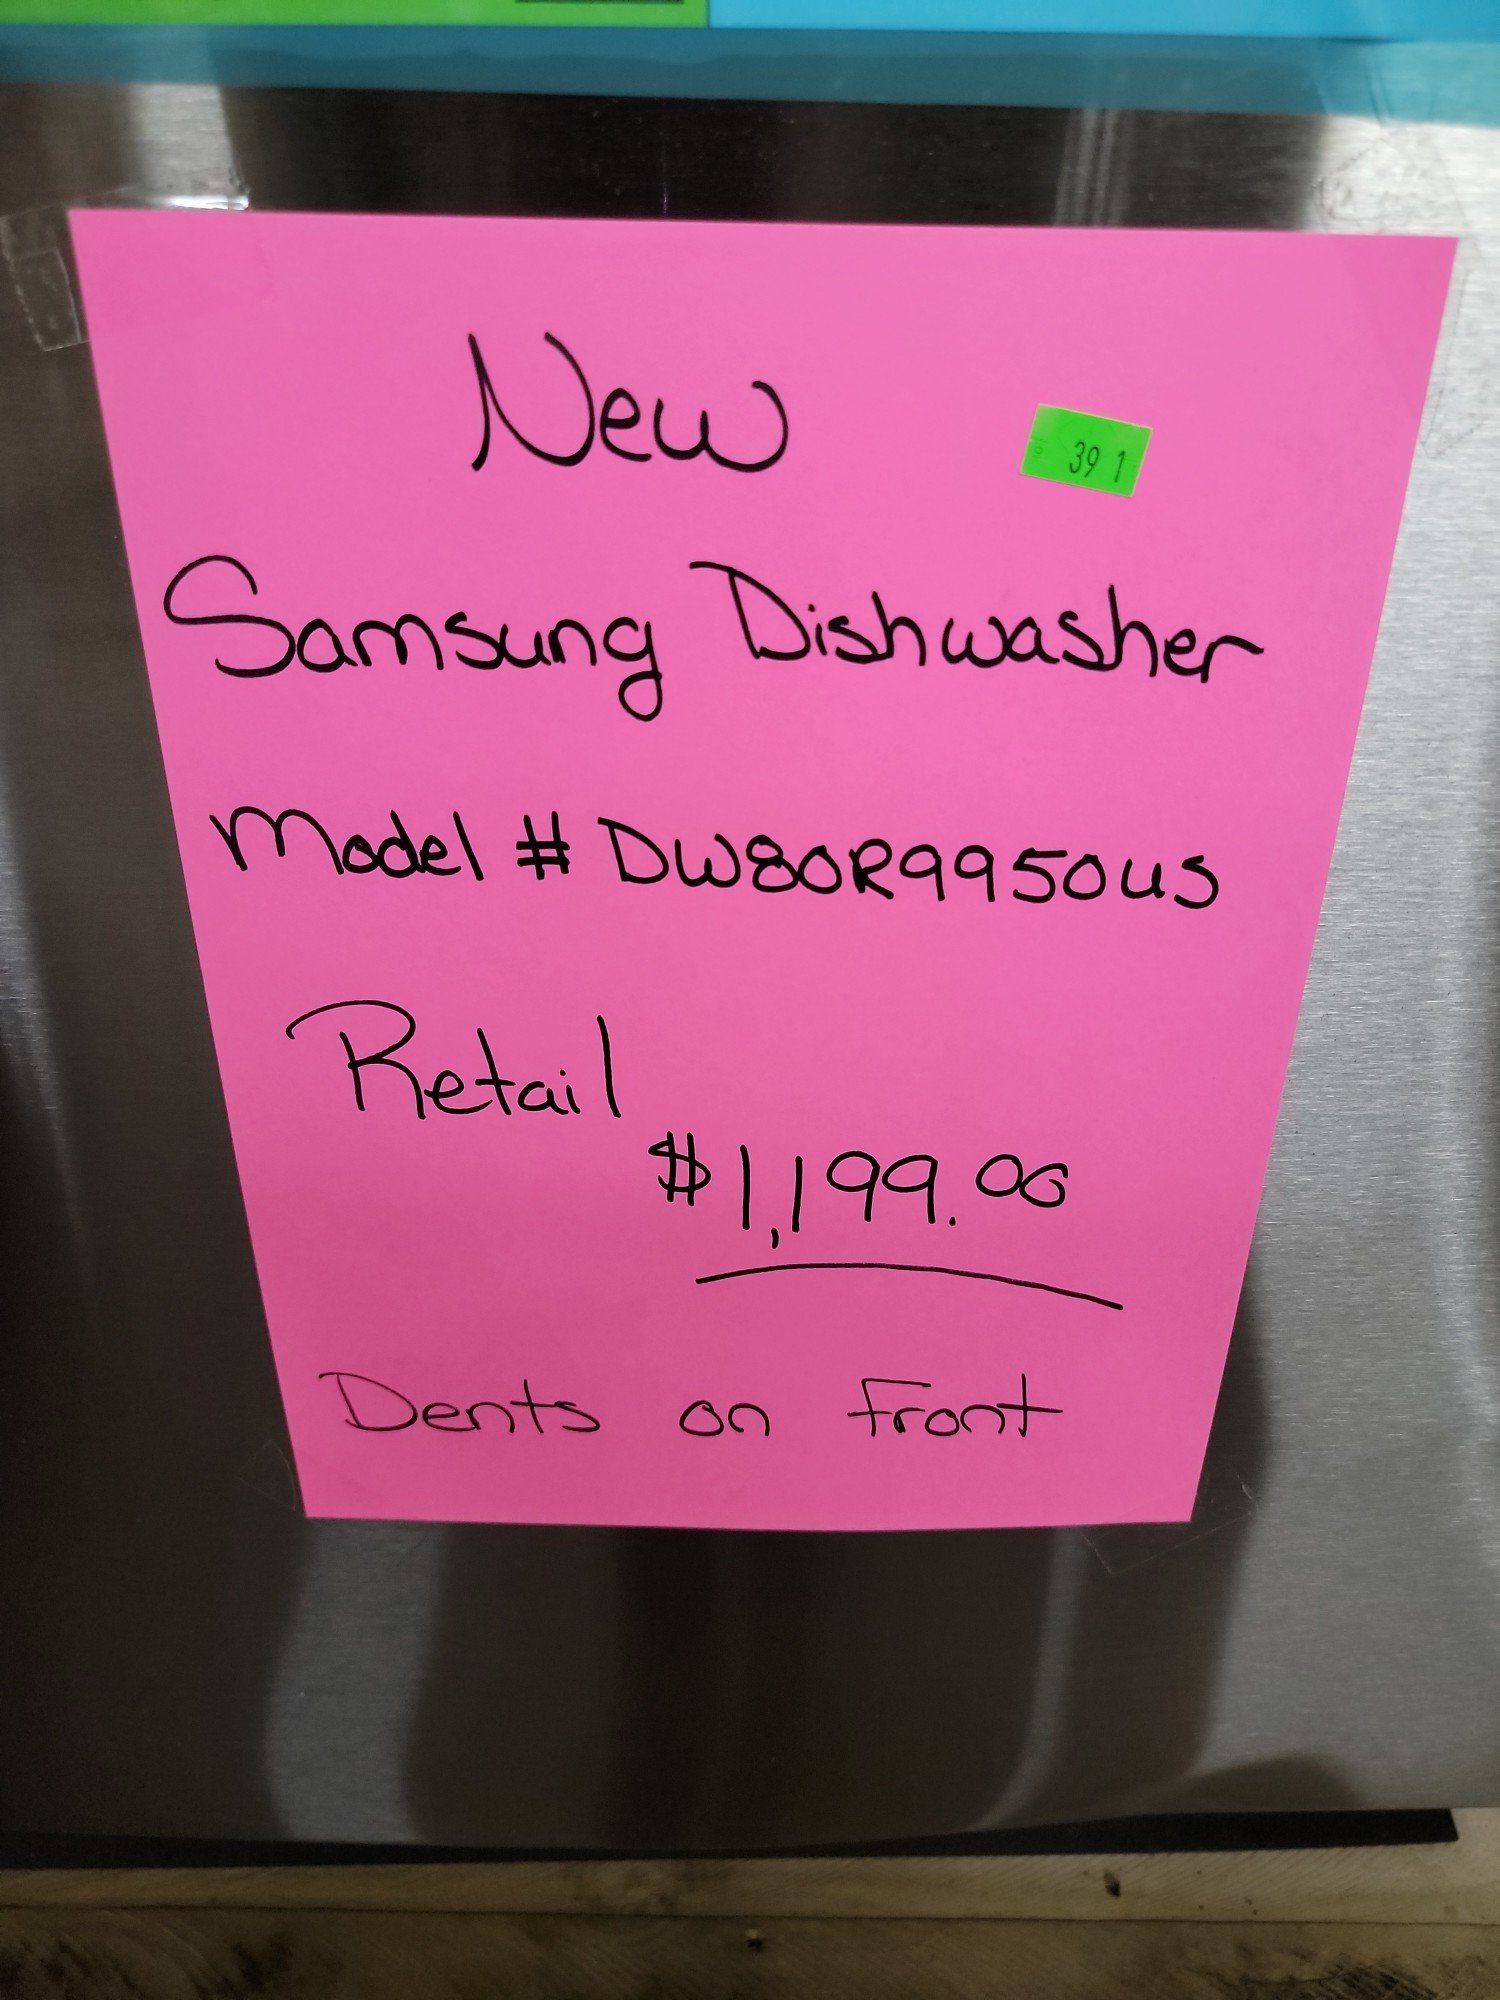 New
39 1
Samsung Dishwasher
Model # DW80R9950US
Retail
$1,199.00
Dents on Front